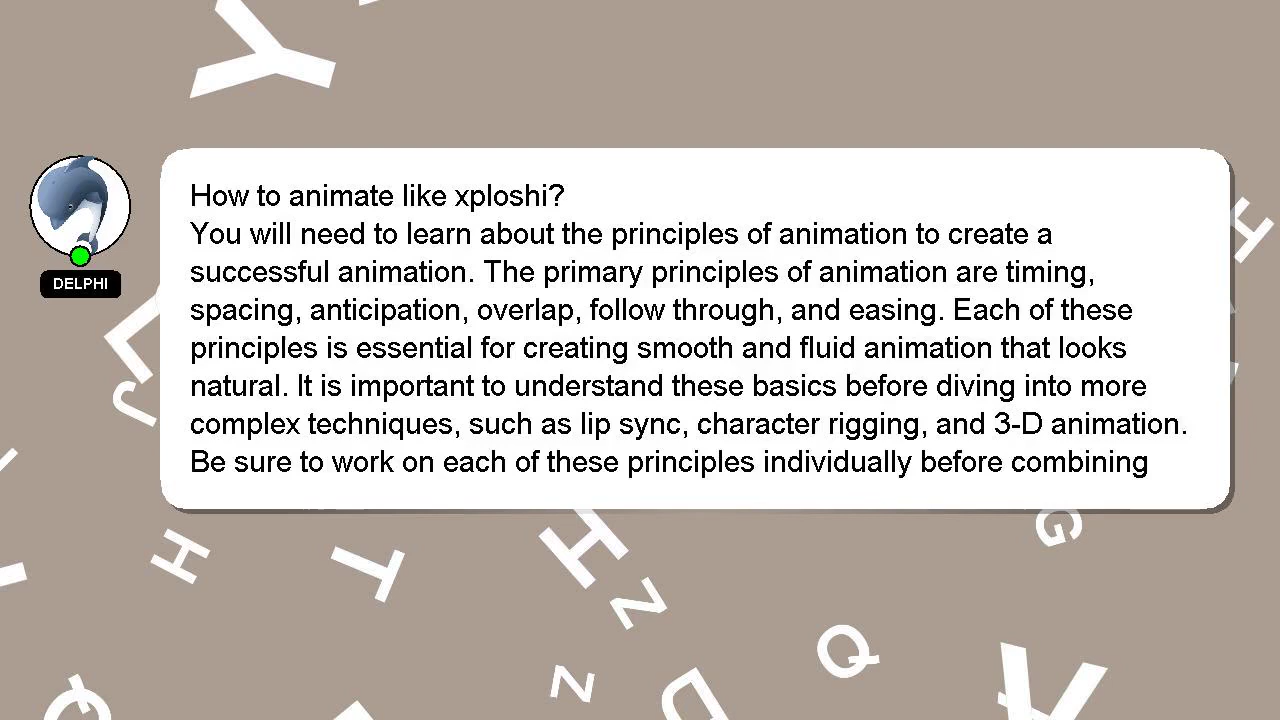 How to animate like xploshi?
You will need to learn about the principles of animation to create a
successful animation. The primary principles of animation are timing,
spacing, anticipation, overlap, follow through, and easing. Each of these
principles is essential for creating smooth and fluid animation that looks
natural. It is important to understand these basics before diving into more
complex techniques, such as lip sync, character rigging, and 3-D animation.
Be sure to work on each of these principles individually before combining
DELPHI
Y
H
J
H
T
H
Z
G
Q
Z
D
Q